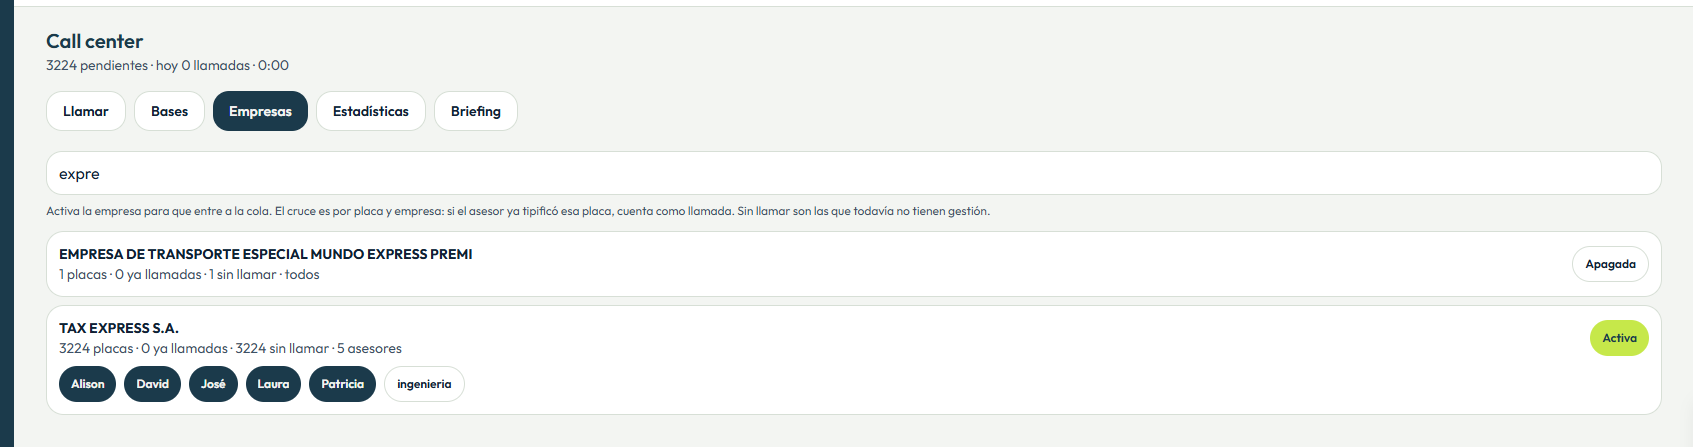 Call center
3224 pendientes · hoy 0 llamadas · 0:00
Llamar Bases Empresas Estadísticas Briefing
expre
Activa la empresa para que entre a la cola. El cruce es por placa y empresa: si el asesor ya tipificó esa placa, cuenta como llamada. Sin llamar son las que todavía no tienen gestión.
EMPRESA DE TRANSPORTE ESPECIAL MUNDO EXPRESS PREMI
1 placas · 0 ya llamadas · 1 sin llamar · todos
Apagada
TAX EXPRESS S.A.
3224 placas · 0 ya llamadas · 3224 sin llamar · 5 asesores
Activa
Alison David José Laura Patricia ingenieria